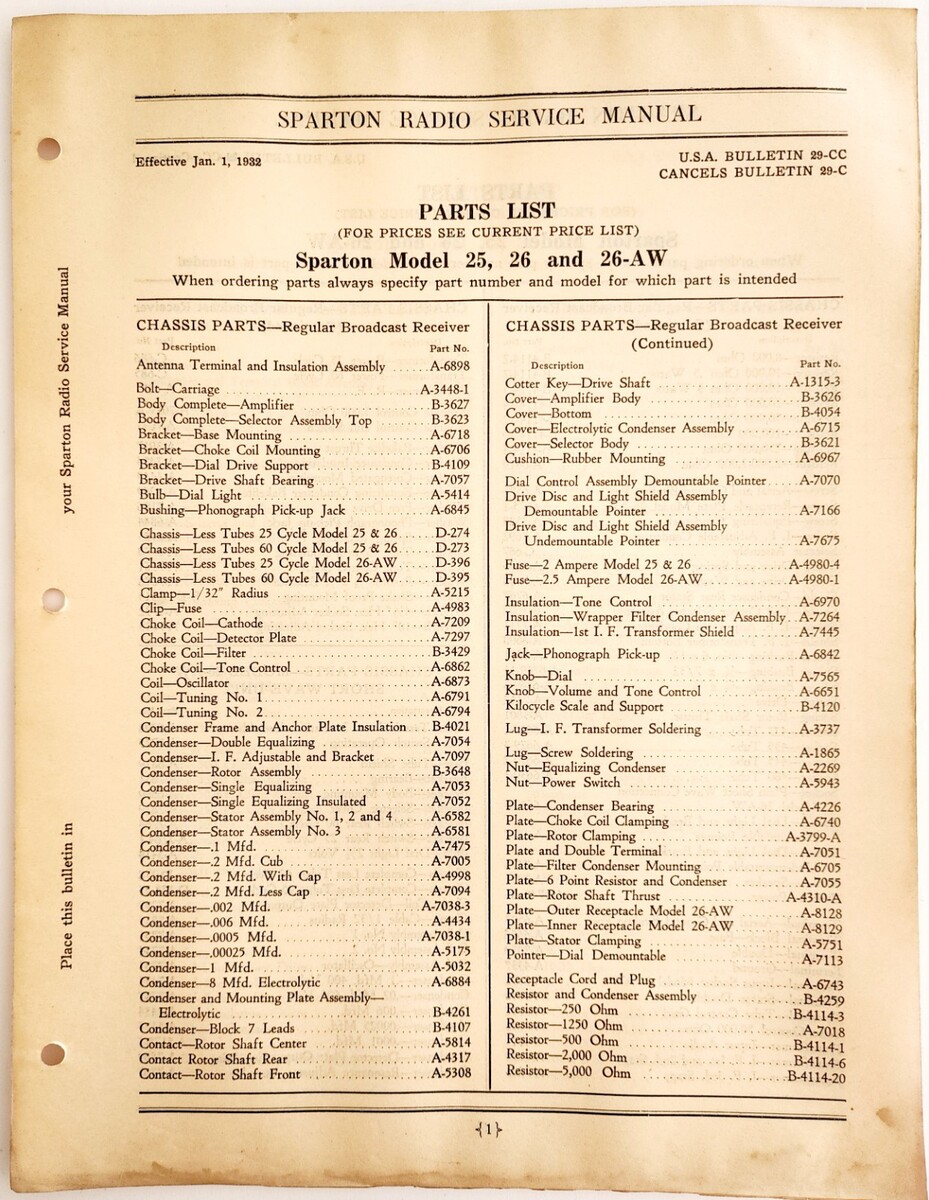 SPARTON RADIO SERVICE MANUAL
Effective Jan. 1, 1932
U.S.A. BULLETIN 29-CC
CANCELS BULLETIN 29-C
PARTS LIST
(FOR PRICES SEE CURRENT PRICE LIST)
Sparton Model 25, 26 and 26-AW
When ordering parts always specify part number and model for which part is intended
CHASSIS PARTS—Regular Broadcast Receiver
Description Part No.
Antenna Terminal and Insulation Assembly ...... A-6898
Bolt—Carriage ...... A-3448-1
Body Complete—Amplifier ...... B-3627
Body Complete—Selector Assembly Top ...... B-3623
Bracket—Base Mounting ...... A-6718
Bracket—Choke Coil Mounting ...... A-6706
Bracket—Dial Drive Support ...... B-4109
Bracket—Drive Shaft Bearing ...... A-7057
Bulb—Dial Light ...... A-5414
Bushing—Phonograph Pick-up Jack ...... A-6845
Chassis—Less Tubes 25 Cycle Model 25 & 26 ...... D-274
Chassis—Less Tubes 60 Cycle Model 25 & 26 ...... D-273
Chassis—Less Tubes 25 Cycle Model 26-AW ...... D-396
Chassis—Less Tubes 60 Cycle Model 26-AW ...... D-395
Clamp—1/32" Radius ...... A-5215
Clip—Fuse ...... A-4983
Choke Coil—Cathode ...... A-7209
Choke Coil—Detector Plate ...... A-7297
Choke Coil—Filter ...... B-3429
Choke Coil—Tone Control ...... A-6862
Coil—Oscillator ...... A-6873
Coil—Tuning No. 1 ...... A-6791
Coil—Tuning No. 2 ...... A-6794
Condenser Frame and Anchor Plate Insulation ...... B-4021
Condenser—Double Equalizing ...... A-7054
Condenser—I. F. Adjustable and Bracket ...... A-7097
Condenser—Rotor Assembly ...... B-3648
Condenser—Single Equalizing ...... A-7053
Condenser—Single Equalizing Insulated ...... A-7052
Condenser—Stator Assembly No. 1, 2 and 4 ...... A-6582
Condenser—Stator Assembly No. 3 ...... A-6581
Condenser—.1 Mfd. ...... A-7475
Condenser—.2 Mfd. Cub ...... A-7005
Condenser—.2 Mfd. With Cap ...... A-4998
Condenser—.2 Mfd. Less Cap ...... A-7094
Condenser—.002 Mfd. ...... A-7038-3
Condenser—.006 Mfd. ...... A-4434
Condenser—.0005 Mfd. ...... A-7038-1
Condenser—.00025 Mfd. ...... A-5175
Condenser—1 Mfd. ...... A-5032
Condenser—8 Mfd. Electrolytic ...... A-6884
Condenser and Mounting Plate Assembly—
Electrolytic ...... B-4261
Condenser—Block 7 Leads ...... B-4107
Contact—Rotor Shaft Center ...... A-5814
Contact Rotor Shaft Rear ...... A-4317
Contact—Rotor Shaft Front ...... A-5308
CHASSIS PARTS—Regular Broadcast Receiver
(Continued)
Description Part No.
Cotter Key—Drive Shaft ...... A-1315-3
Cover—Amplifier Body ...... B-3626
Cover—Bottom ...... B-4054
Cover—Electrolytic Condenser Assembly ...... A-6715
Cover—Selector Body ...... B-3621
Cushion—Rubber Mounting ...... A-6967
Dial Control Assembly Demountable Pointer ...... A-7070
Drive Disc and Light Shield Assembly
Demountable Pointer ...... A-7166
Drive Disc and Light Shield Assembly
Undemountable Pointer ...... A-7675
Fuse—2 Ampere Model 25 & 26 ...... A-4980-4
Fuse—2.5 Ampere Model 26-AW ...... A-4980-1
Insulation—Tone Control ...... A-6970
Insulation—Wrapper Filter Condenser Assembly .. A-7264
Insulation—1st I. F. Transformer Shield ...... A-7445
Jack—Phonograph Pick-up ...... A-6842
Knob—Dial ...... A-7565
Knob—Volume and Tone Control ...... A-6651
Kilocycle Scale and Support ...... B-4120
Lug—I. F. Transformer Soldering ...... A-3737
Lug—Screw Soldering ...... A-1865
Nut—Equalizing Condenser ...... A-2269
Nut—Power Switch ...... A-5943
Plate—Condenser Bearing ...... A-4226
Plate—Choke Coil Clamping ...... A-6740
Plate—Rotor Clamping ...... A-3799-A
Plate and Double Terminal ...... A-7051
Plate—Filter Condenser Mounting ...... A-6705
Plate—6 Point Resistor and Condenser ...... A-7055
Plate—Rotor Shaft Thrust ...... A-4310-A
Plate—Outer Receptacle Model 26-AW ...... A-8128
Plate—Inner Receptacle Model 26-AW ...... A-8129
Plate—Stator Clamping ...... A-5751
Pointer—Dial Demountable ...... A-7113
Receptacle Cord and Plug ...... A-6743
Resistor and Condenser Assembly ...... B-4259
Resistor—250 Ohm ...... B-4114-3
Resistor—1250 Ohm ...... A-7018
Resistor—500 Ohm ...... B-4114-1
Resistor—2,000 Ohm ...... B-4114-6
Resistor—5,000 Ohm ...... B-4114-20
{1}
Place this bulletin in your Sparton Radio Service Manual